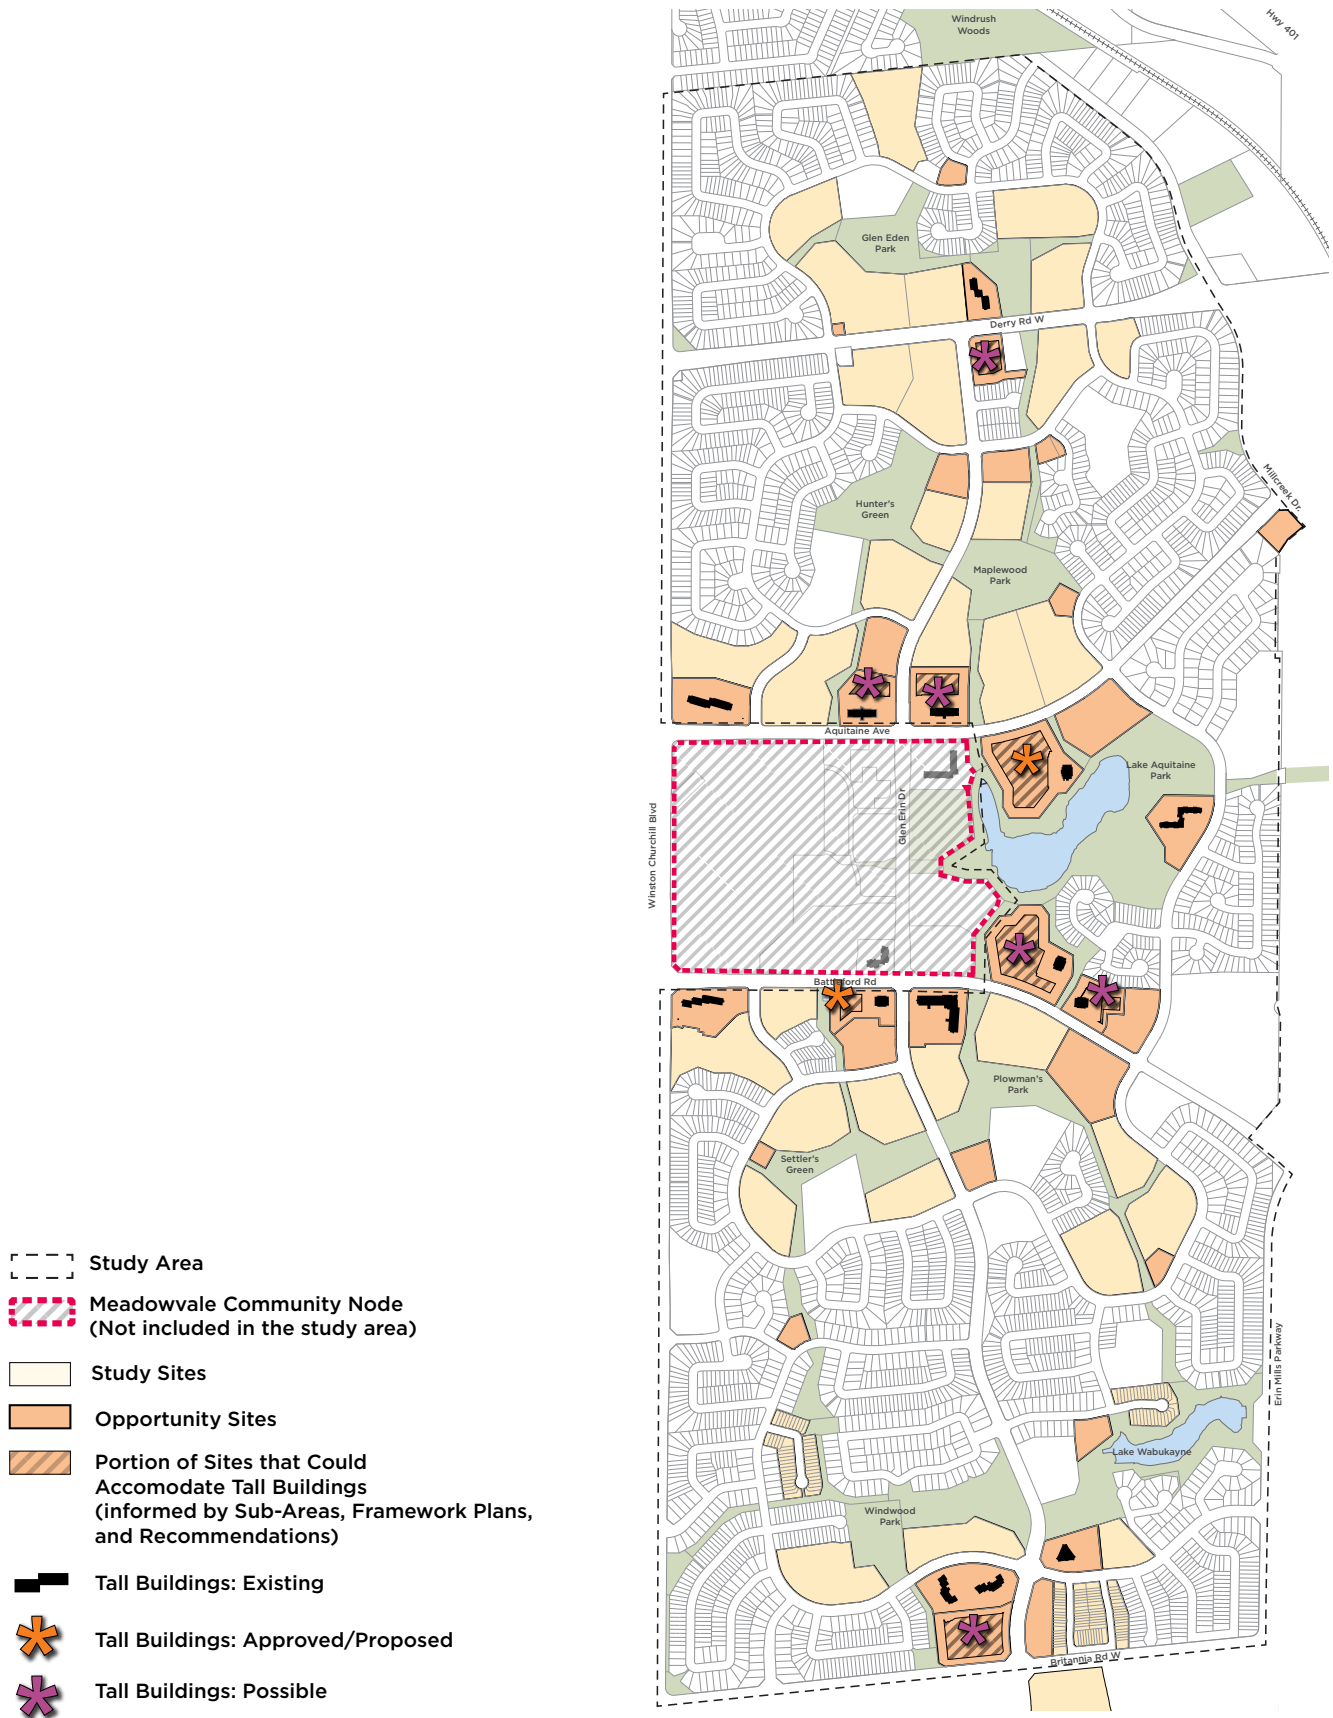 Windrush
Woods
Hwy 401
Glen Eden
Park
Derry Rd W
Millcreek Dr.
Hunter's
Green
Maplewood
Park
Aquitaine Ave
Lake Aquitaine
Park
Glen Erin Dr
Winston Churchill Blvd
Battleford Rd
Plowman's
Park
Settler's
Green
Study Area
Meadowvale Community Node
(Not included in the study area)
Study Sites
Opportunity Sites
Portion of Sites that Could
Accomodate Tall Buildings
(informed by Sub-Areas, Framework Plans,
and Recommendations)
Tall Buildings: Existing
Tall Buildings: Approved/Proposed
Tall Buildings: Possible
Erin Mills Parkway
Lake Wabukayne
Windwood
Park
Britannia Rd W